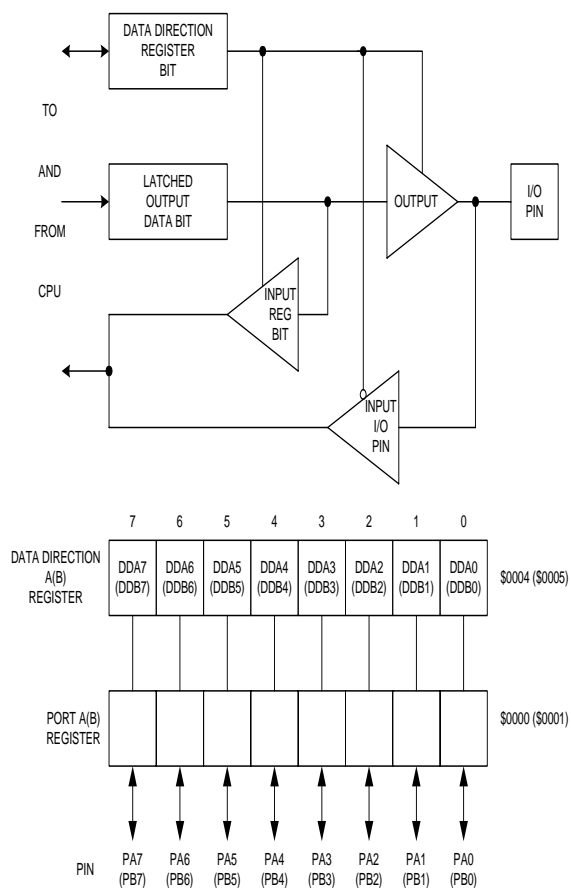 DATA DIRECTION
REGISTER
BIT
TO
AND
LATCHED
OUTPUT
DATA BIT
OUTPUT
I/O
PIN
FROM
CPU
INPUT
REG
BIT
INPUT
I/O
PIN
7 6 5 4 3 2 1 0
DATA DIRECTION
A(B)
REGISTER
DDA7 DDA6 DDA5 DDA4 DDA3 DDA2 DDA1 DDA0
(DDB7) (DDB6) (DDB5) (DDB4) (DDB3) (DDB2) (DDB1) (DDB0)
$0004 ($0005)
PORT A(B)
REGISTER
$0000 ($0001)
PIN
PA7 PA6 PA5 PA4 PA3 PA2 PA1 PA0
(PB7) (PB6) (PB5) (PB4) (PB3) (PB2) (PB1) (PB0)